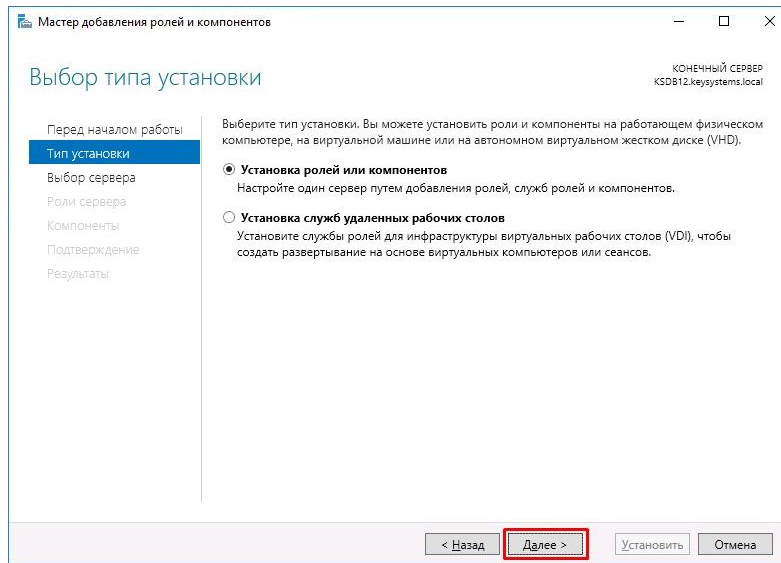 Мастер добавления ролей и компонентов
Выбор типа установки
КОНЕЧНЫЙ СЕРВЕР
KSDB12.keysystems.local
Перед началом работы
Тип установки
Выбор сервера
Роли сервера
Компоненты
Подтверждение
Результаты
Выберите тип установки. Вы можете установить роли и компоненты на работающем физическом
компьютере, на виртуальной машине или на автономном виртуальном жестком диске (VHD).
Установка ролей или компонентов
Настройте один сервер путем добавления ролей, служб ролей и компонентов.
Установка служб удаленных рабочих столов
Установите службы ролей для инфраструктуры виртуальных рабочих столов (VDI), чтобы
создать развертывание на основе виртуальных компьютеров или сеансов.
< Назад
Далее >
Установить
Отмена